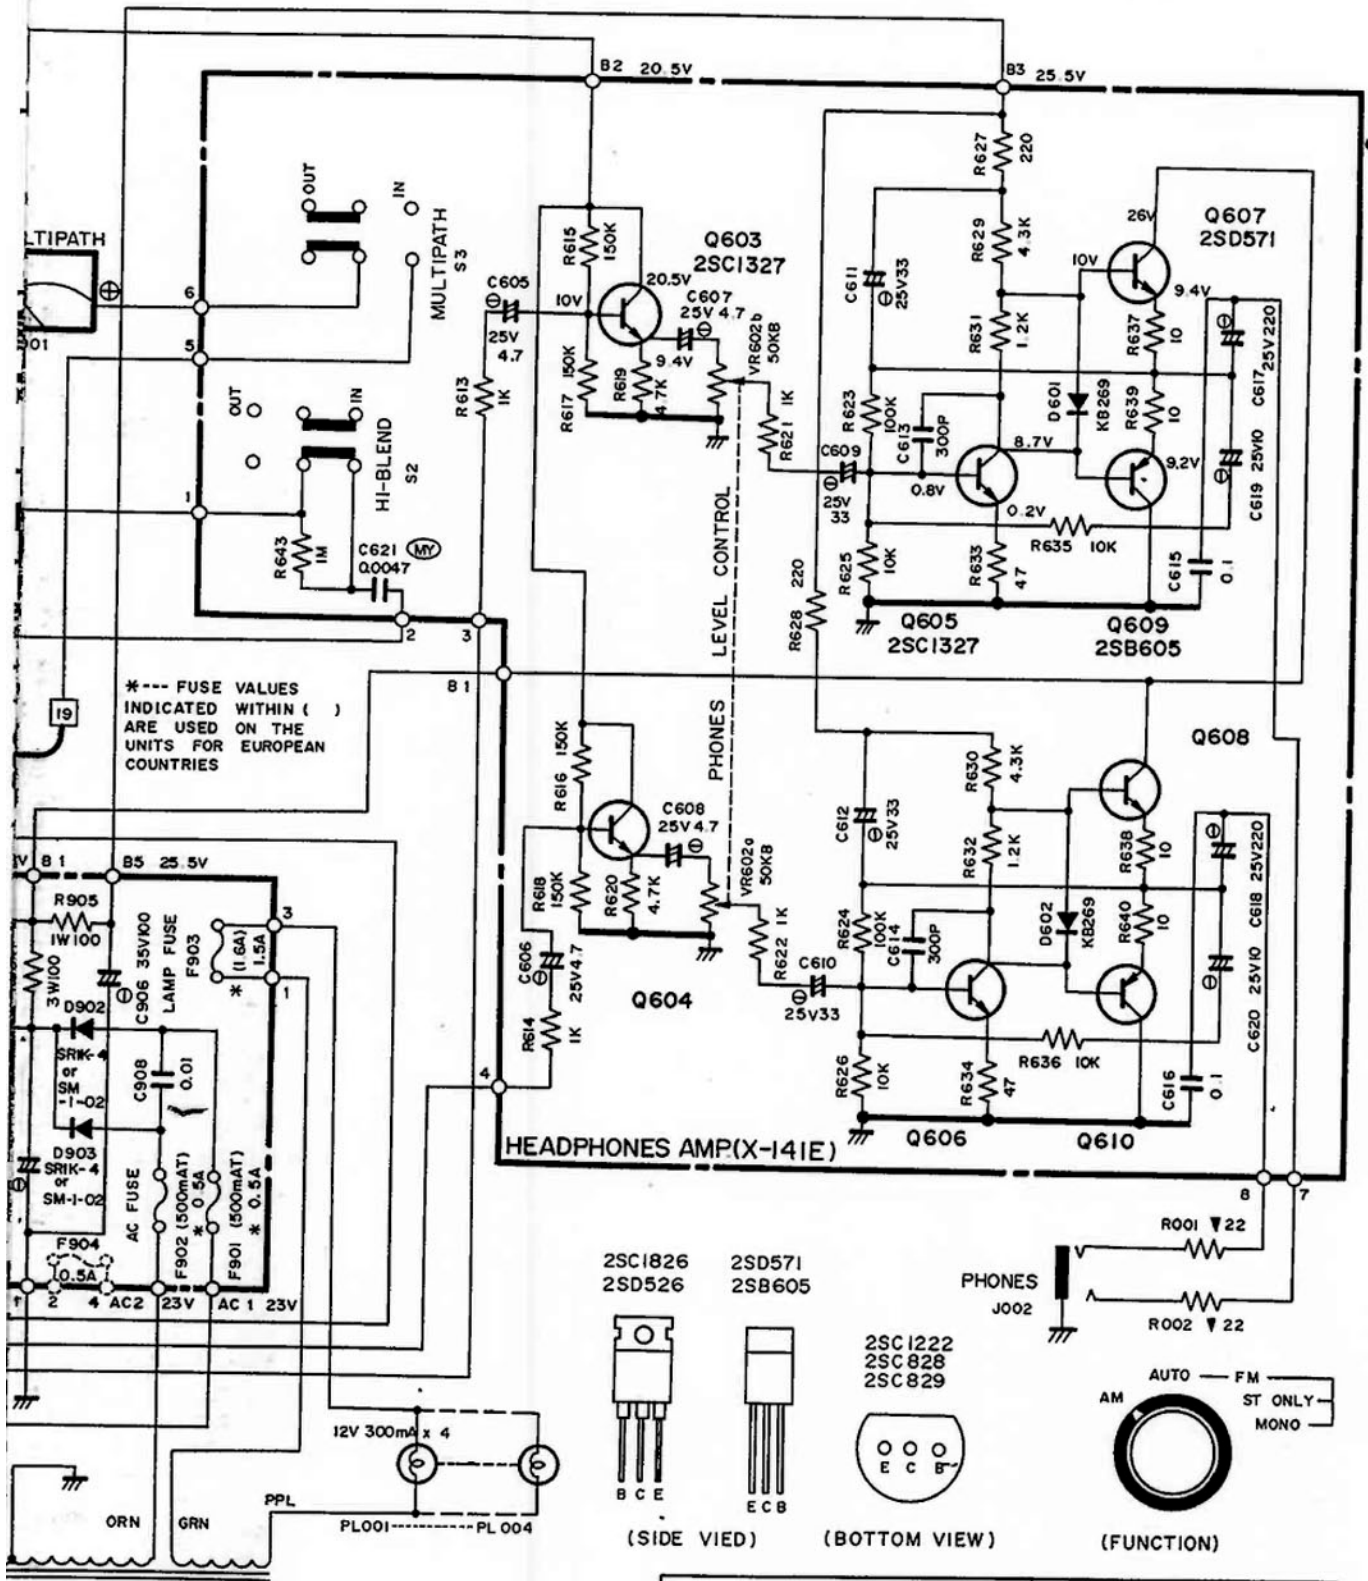 B2 20.5V
B3 25.5V
R627
220
OUT
IN
MULTIPATH
S3
LTIPATH
6
5
R615
150K
Q603
2SC1327
20.5V
C605
25V
4.7
10V
C607
25V 4.7
R629
4.3K
26V
Q607
2SD571
10V
C611
25V33
9.4V
R631
1.2K
R637
10
25V220
C617
01
R613
1K
150K
R617
R619
4.7K
9.4V
VR602b
50KB
R621 1K
R623
100K
C613
300P
D601
KB269
R639
10
OUT
IN
HI-BLEND
S2
C609
25V
33
0.8V
8.7V
9.2V
C619 25V10
1
R643
1M
C621 MY
0.0047
0.2V
R635 10K
R625
10K
R633
47
C615
0.1
2
3
LEVEL CONTROL
PHONES
R628 220
Q605
2SC1327
Q609
2SB605
B1
*--- FUSE VALUES
INDICATED WITHIN ( )
ARE USED ON THE
UNITS FOR EUROPEAN
COUNTRIES
19
R616 150K
C608
25V4.7
R630
4.3K
Q608
C612
25V33
R632
1.2K
R638
10
C618 25V220
V B1
B5 25.5V
R618
150K
R620
4.7K
VR602a
50KB
R622 1K
R624
100K
C614
300P
D602
KB269
R640
10
R905
1W100
3W100
C906 35V100
LAMP FUSE
F903
(1.6A)
1.5A
*
3
1
C606
25V4.7
R614
1K
Q604
C610
25V33
C620 25V10
D902
SR1K-4
or
SM
-1-02
C908
0.01
R636 10K
R626
10K
R634
47
C616
0.1
4
D903
SR1K-4
or
SM-1-02
AC FUSE
F902 (500mAT)
* 0.5A
F901 (500mAT)
* 0.5A
HEADPHONES AMP.(X-141E)
Q606
Q610
8
7
F904
0.5A
1
2
4
AC2
23V
AC 1
23V
R001 ▼ 22
PHONES
J002
R002 ▼ 22
2SC1826
2SD526
2SD571
2SB605
2SC1222
2SC828
2SC829
B C E
E C B
E C B
(SIDE VIED)
(BOTTOM VIEW)
AUTO
FM
AM
ST ONLY
MONO
(FUNCTION)
12V 300mA x 4
PPL
PL001--------PL004
ORN
GRN